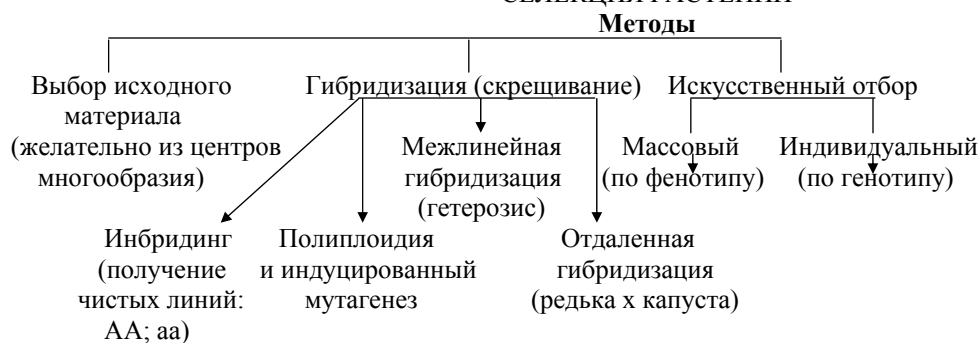 СЕЛЕКЦИЯ РАСТЕНИЙ
Методы
Выбор исходного
материала
(желательно из центров
многообразия)
Гибридизация (скрещивание)
Искусственный отбор
Межлинейная
гибридизация
(гетерозис)
Массовый
(по фенотипу)
Индивидуальный
(по генотипу)
Инбридинг
(получение
чистых линий:
АА; аа)
Полиплоидия
и индуцированный
мутагенез
Отдаленная
гибридизация
(редька х капуста)